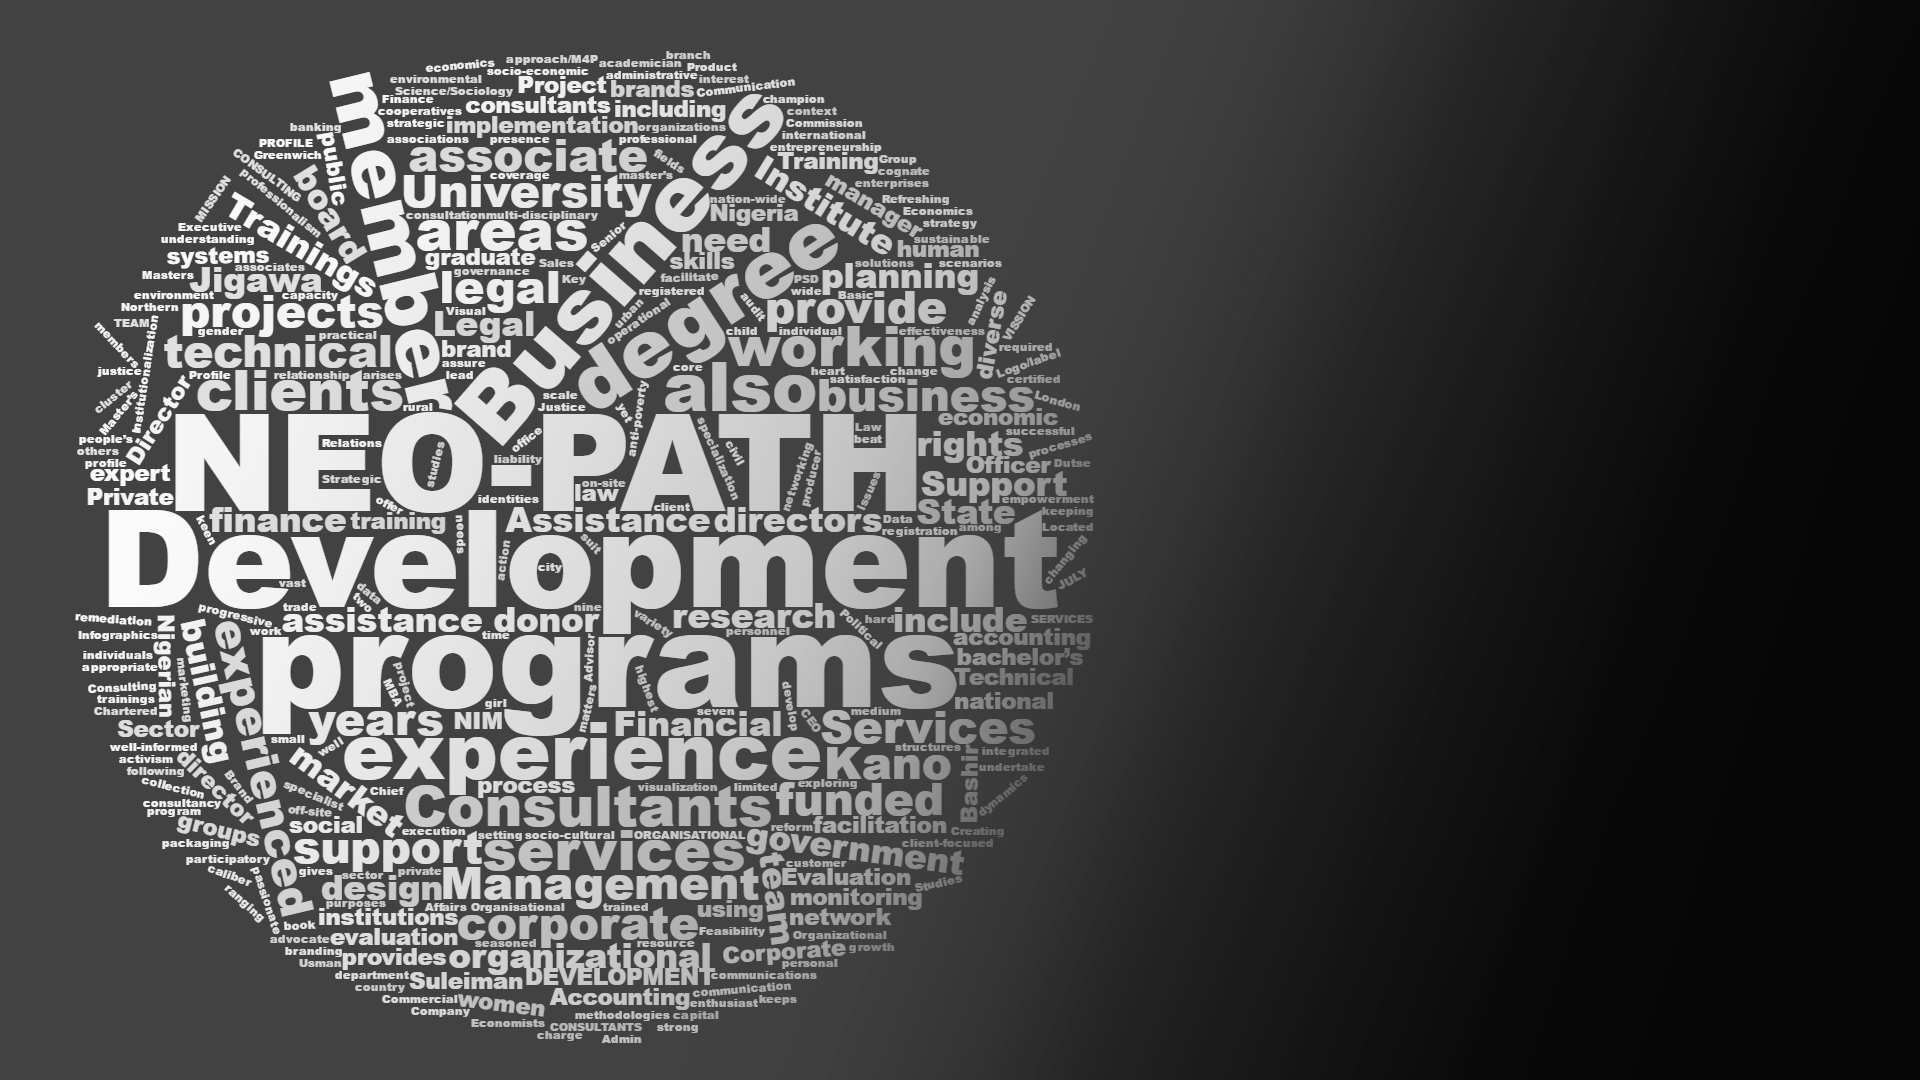 economics approach/M4P academician branch
socio-economic administrative Product
environmental Project interest
Science/Sociology brands Communication
Finance consultants including champion
cooperatives context
strategic implementation organizations Commission
banking international
associations presence professional
PROFILE public member entrepreneurship
Greenwich associate fields Training Group
CONSULTING board coverage master's Institute cognate
professionalism University manager enterprises
MISSION Trainings nation-wide Refreshing
consultation multi-disciplinary Nigeria Economics
Executive areas Senior Business strategy
understanding need sustainable
systems graduate Sales skills human
associates governance solutions scenarios
Masters Jigawa legal Key facilitate PSD planning
environment capacity registered wide Basic analysis
Northern projects Visual urban audit provide diverse VISSION
TEAM gender Legal operational degree
members practical child individual effectiveness
institutionalization technical brand working required
justice assure core heart change Logo/label
Profile relationship arises lead satisfaction certified
cluster clients scale also business London
Master's Director rural Justice yet anti-poverty economic
NEO-PATH
people's Relations studies office specialization civil Law successful
others beat rights processes
profile liability networking producer Officer Dutse
expert Strategic on-site issues Support
Private offer identities law empowerment
client State keeping
keen finance training needs Assistance directors Data
registration among Located
Development
action suit city changing
vast data two JULY
progressive trade nine
remediation assistance donor variety research Political hard include SERVICES
work time personnel
Infographics Nigerian building experienced accounting
programs
individuals bachelor's
appropriate marketing project Advisor highest Technical
Consulting MBA develop
trainings girl matters national
Chartered years NIM seven CEO medium
Sector Financial Services
small well
well-informed experience structures integrated
activism director Kano Bashir undertake
following Brand market
collection specialist Chief process visualization limited exploring dynamics
consultancy Consultants funded
program off-site
groups social execution reform facilitation Creating
setting socio-cultural ORGANISATIONAL government
packaging support services client-focused
participatory customer
caliber gives sector private team Evaluation
ranging passionate design Management Studies
purposes monitoring
Affairs Organisational trained using
institutions corporate network
book Feasibility
advocate evaluation Organizational
seasoned resource
branding provides organizational Corporate growth
Usman personal
department Suleiman DEVELOPMENT communications
country communication
Commercial women Accounting enthusiast keeps
Company
methodologies capital
Economists CONSULTANTS strong
charge Admin